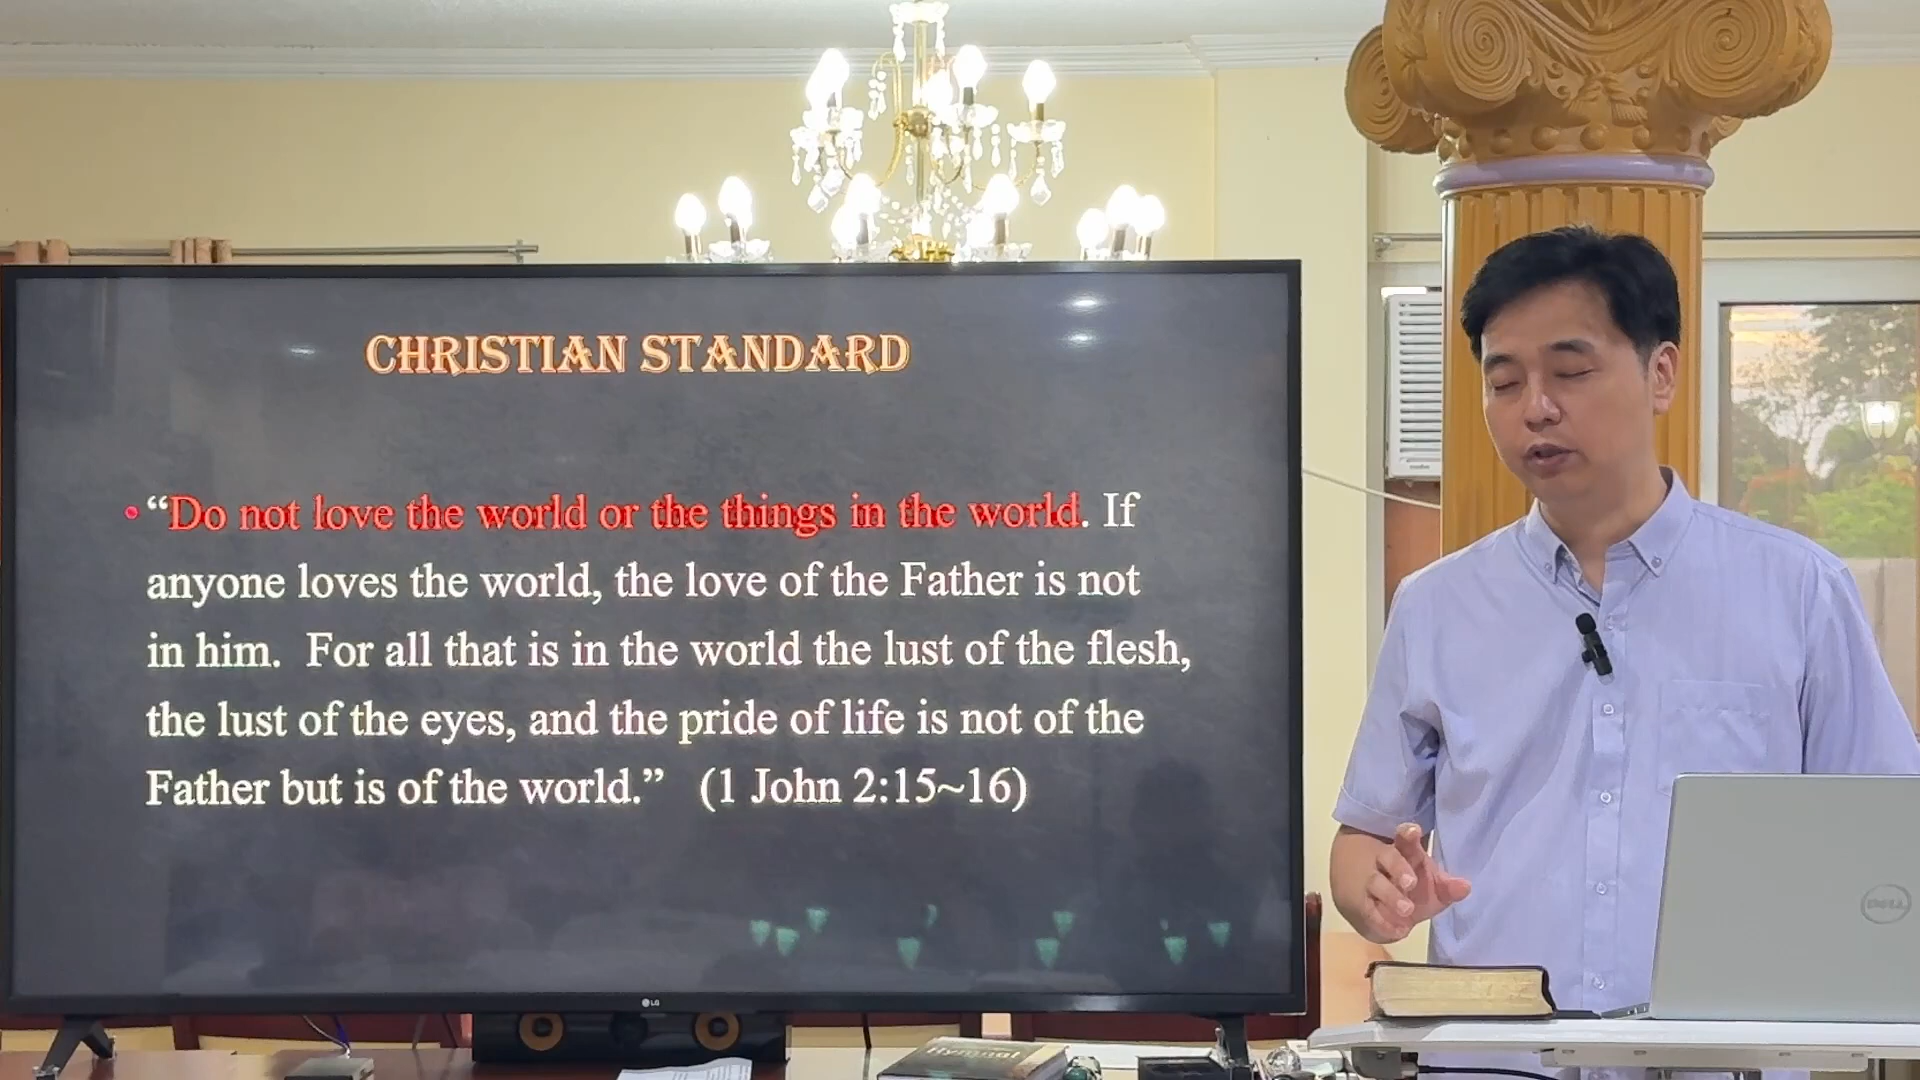 CHRISTIAN STANDARD
• “Do not love the world or the things in the world. If
anyone loves the world, the love of the Father is not
in him.  For all that is in the world the lust of the flesh,
the lust of the eyes, and the pride of life is not of the
Father but is of the world.”   (1 John 2:15~16)
LG
DELL
Hymnal